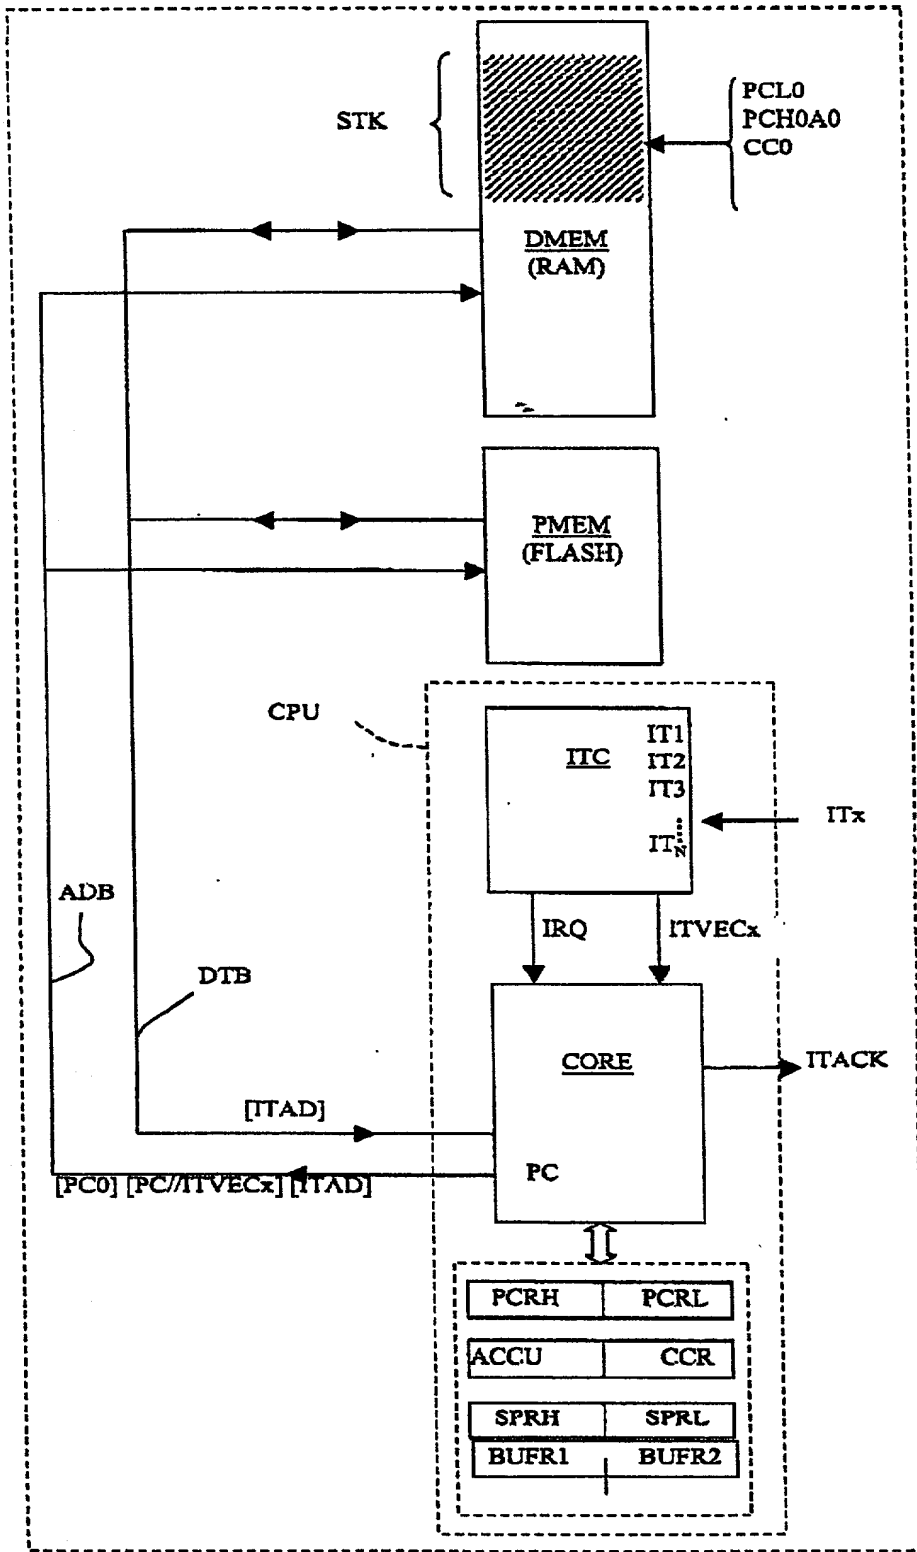 PCL0
PCH0A0
CC0
STK
DMEM
(RAM)
PMEM
(FLASH)
CPU
ITC
IT1
IT2
IT3
ITN
ITx
ADB
IRQ
ITVECx
DTB
CORE
ITACK
[ITAD]
PC
[PC0] [PC//ITVECx] [ITAD]
PCRH
PCRL
ACCU
CCR
SPRH
SPRL
BUFR1
BUFR2